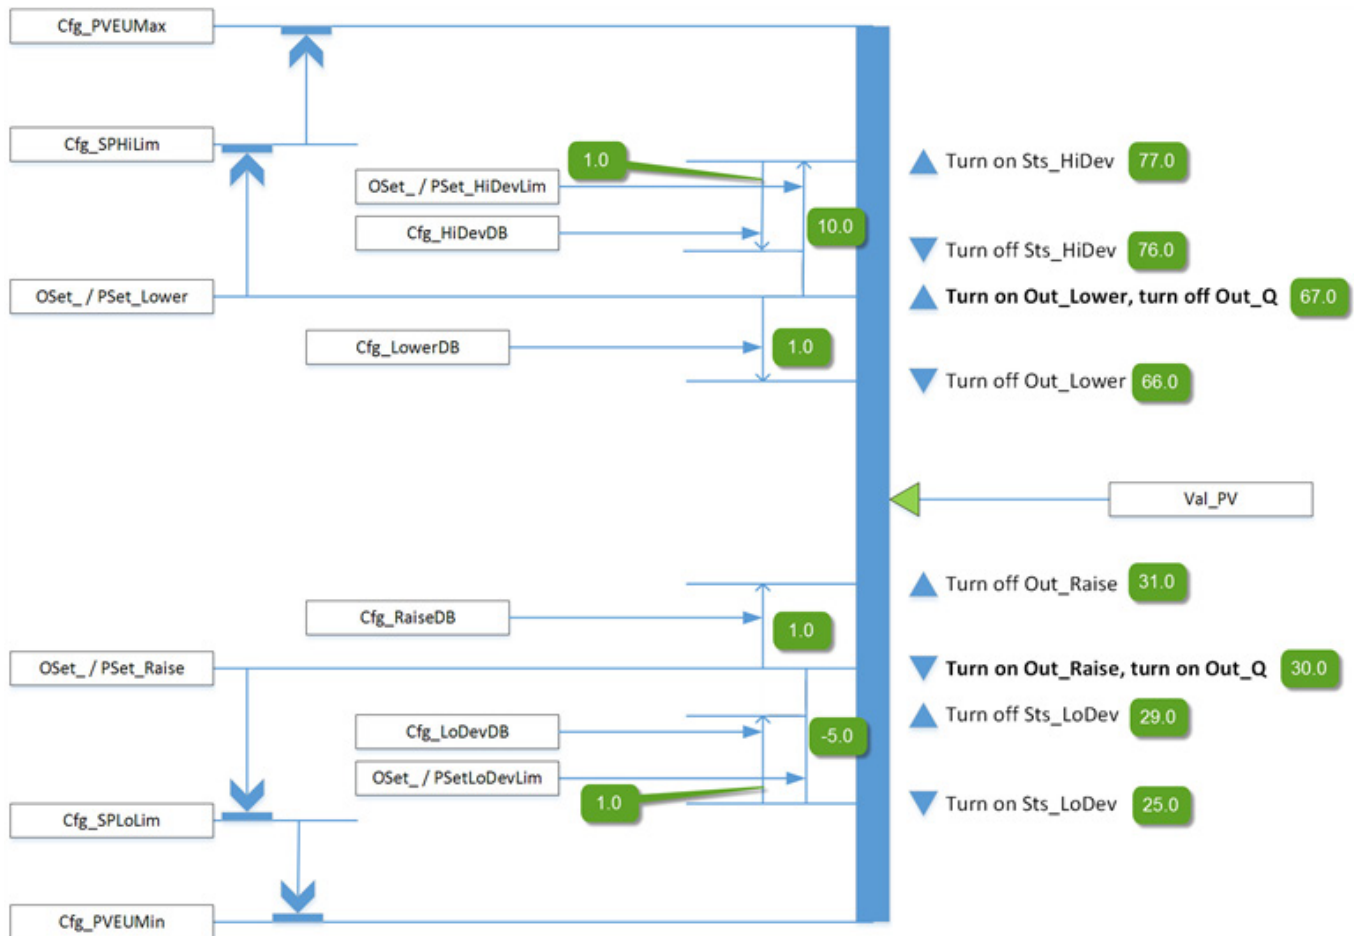 Cfg_PVEUMax
Cfg_SPHiLim
1.0
Turn on Sts_HiDev 77.0
OSet_ / PSet_HiDevLim
Cfg_HiDevDB
10.0
Turn off Sts_HiDev 76.0
OSet_ / PSet_Lower
Turn on Out_Lower, turn off Out_Q 67.0
Cfg_LowerDB
1.0
Turn off Out_Lower 66.0
Val_PV
Turn off Out_Raise 31.0
Cfg_RaiseDB
1.0
OSet_ / PSet_Raise
Turn on Out_Raise, turn on Out_Q 30.0
Turn off Sts_LoDev 29.0
Cfg_LoDevDB
-5.0
OSet_ / PSetLoDevLim
1.0
Turn on Sts_LoDev 25.0
Cfg_SPLoLim
Cfg_PVEUMin